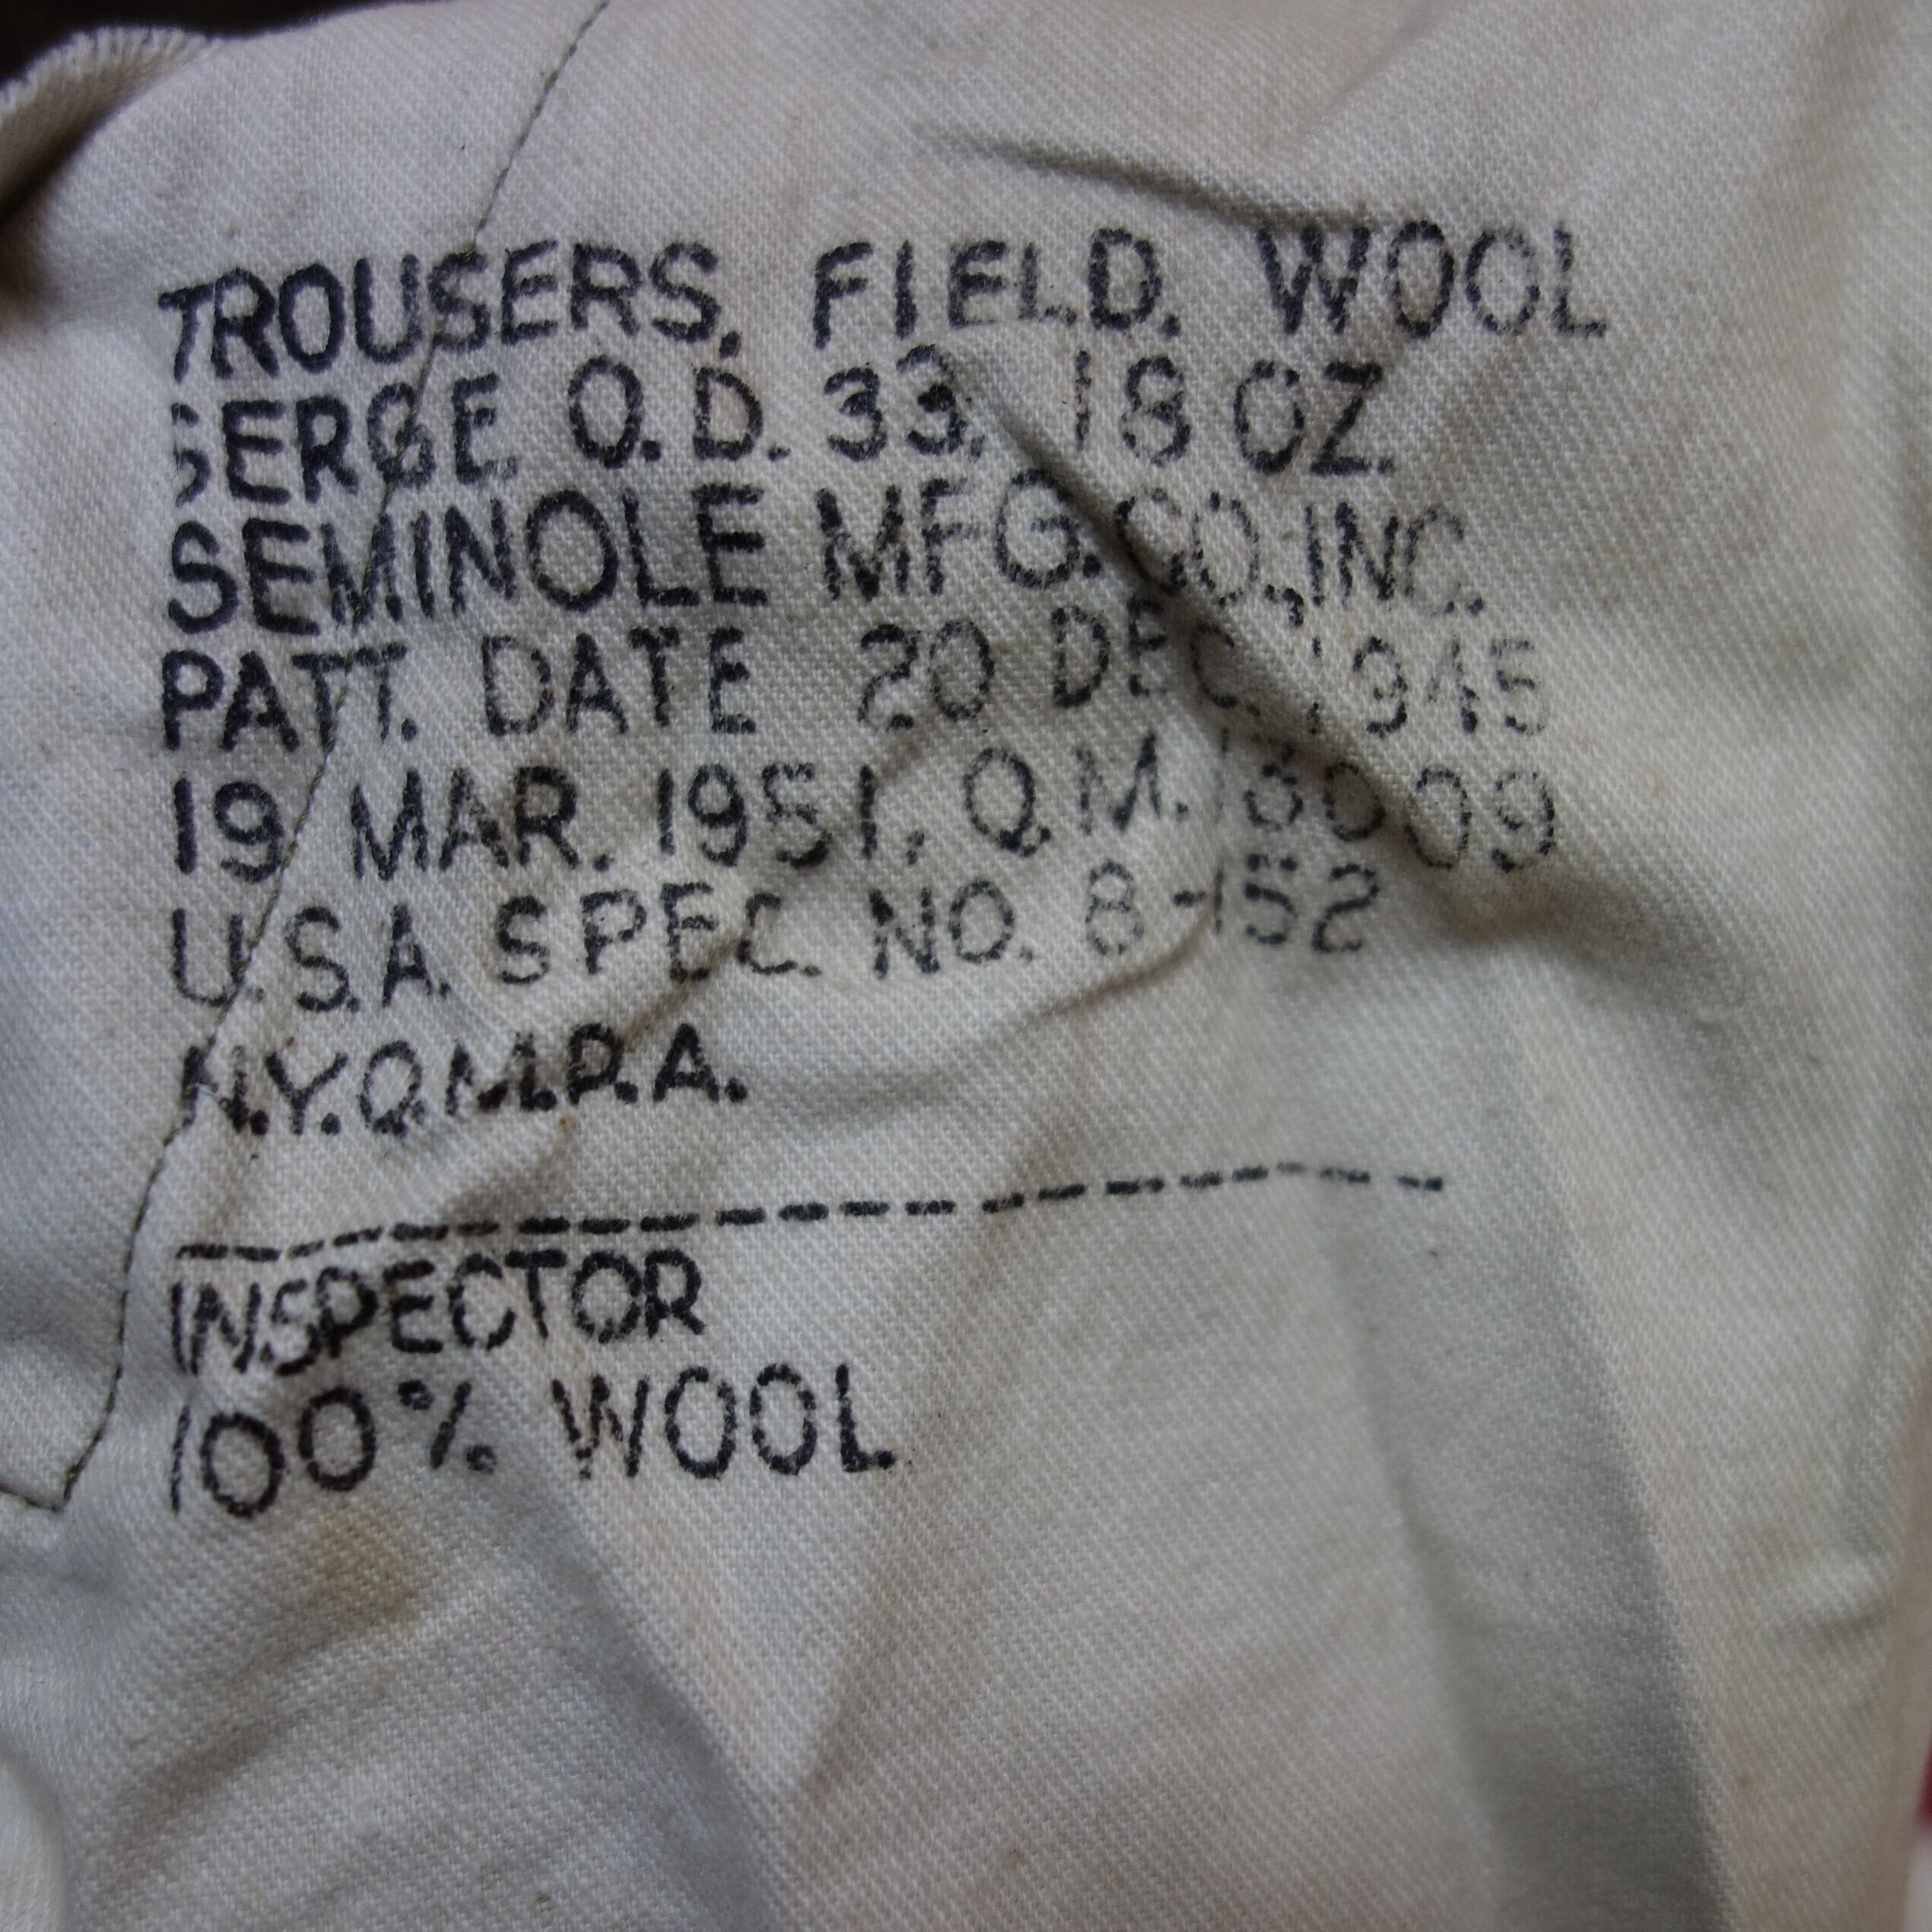 TROUSERS, FIELD, WOOL
SERGE O.D. 33, 18 OZ.
SEMINOLE MFG. CO., INC.
PATT. DATE 20 DEC. 1945
19 MAR. 1951, Q.M. 13009
U.S.A. SPEC. NO. 8-152
N.Y.Q.M.P.A.
INSPECTOR
100% WOOL